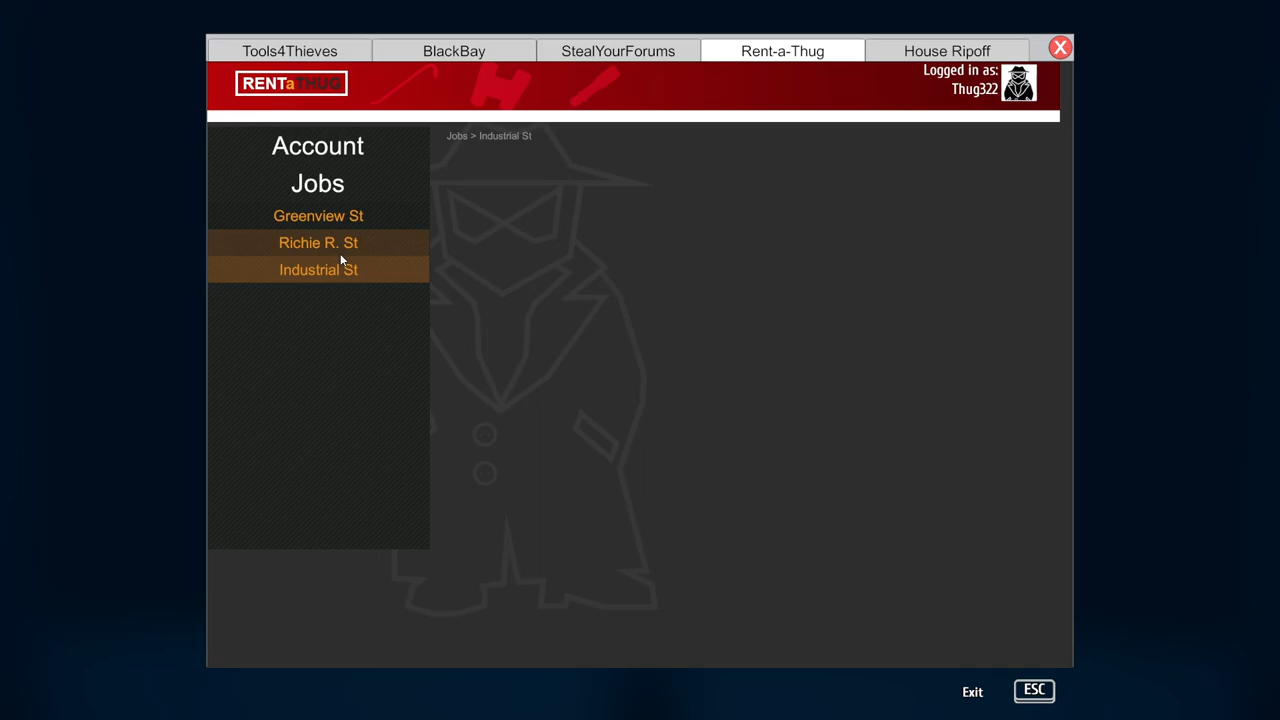 Tools4Thieves
BlackBay
StealYourForums
Rent-a-Thug
House Ripoff
X
RENTaTHUG
Logged in as:
Thug322
Account
Jobs
Greenview St
Richie R. St
Industrial St
Jobs > Industrial St
Exit
ESC